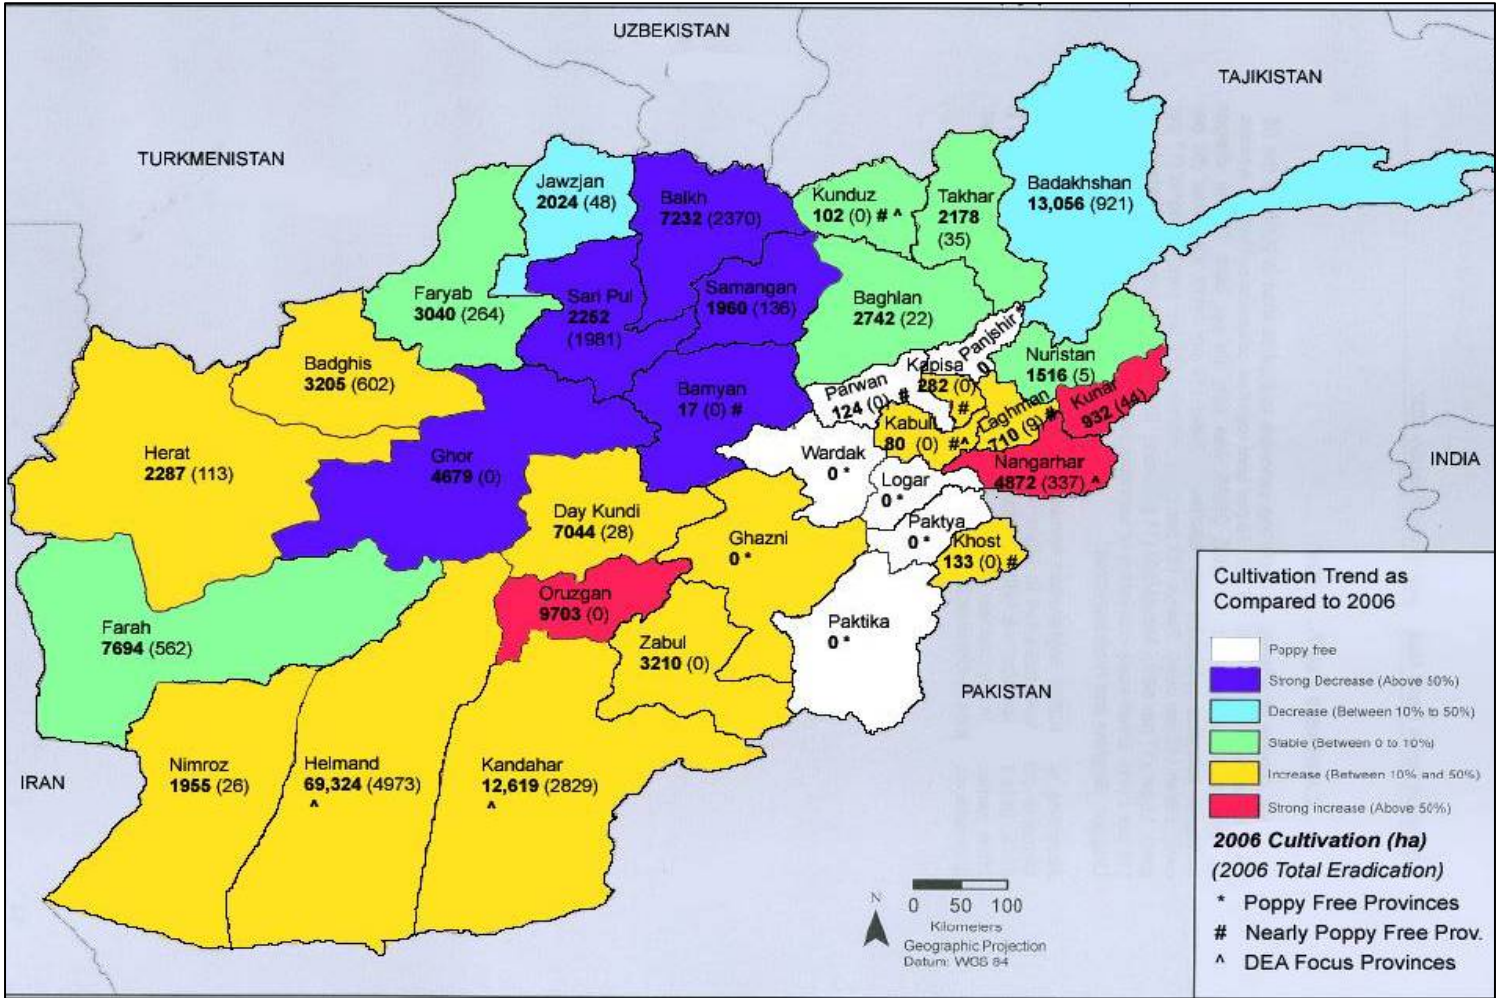 UZBEKISTAN
TAJIKISTAN
TURKMENISTAN
Jawzjan
2024 (48)
Balkh
7232 (2370)
Kunduz
102 (0) # ^
Takhar
2178
(35)
Badakhshan
13,056 (921)
Faryab
3040 (264)
Sari Pul
2252
(1981)
Samangan
1960 (136)
Baghlan
2742 (22)
Panjshir *
0
Badghis
3205 (602)
Bamyan
17 (0) #
Parwan
124 (0) #
Kapisa
282 (0)
#
Nuristan
1516 (5)
Laghman
710 (9) #
Kunar
932 (44)
Kabul
80 (0) #^
Herat
2287 (113)
Ghor
4679 (0)
Wardak
0 *
Logar
0 *
Nangarhar
4872 (337) ^
INDIA
Day Kundi
7044 (28)
Ghazni
0 *
Paktya
0 *
Khost
133 (0) #
Oruzgan
9703 (0)
Farah
7694 (562)
Zabul
3210 (0)
Paktika
0 *
PAKISTAN
IRAN
Nimroz
1955 (26)
Helmand
69,324 (4973)
^
Kandahar
12,619 (2829)
^
Cultivation Trend as
Compared to 2006
Poppy free
Strong Decrease (Above 50%)
Decrease (Between 10% to 50%)
Stable (Between 0 to 10%)
Increase (Between 10% and 50%)
Strong increase (Above 50%)
2006 Cultivation (ha)
(2006 Total Eradication)
* Poppy Free Provinces
# Nearly Poppy Free Prov.
^ DEA Focus Provinces
N
0 50 100
Kilometers
Geographic Projection
Datum: WGS 84